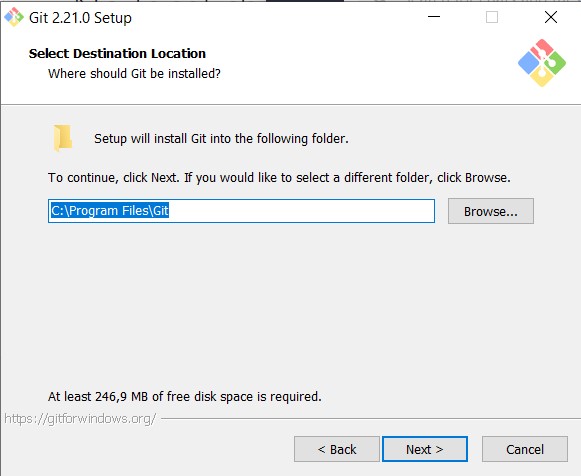 Git 2.21.0 Setup
Select Destination Location
Where should Git be installed?
Setup will install Git into the following folder.
To continue, click Next. If you would like to select a different folder, click Browse.
C:\Program Files\Git
Browse...
At least 246,9 MB of free disk space is required.
https://gitforwindows.org/
< Back
Next >
Cancel